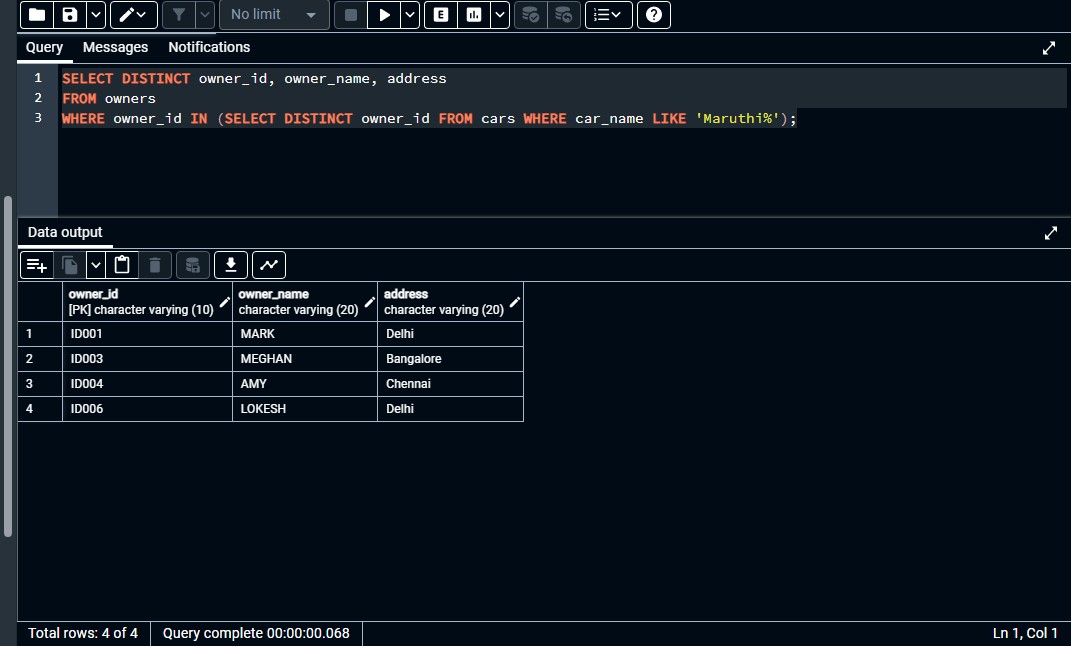 No limit
E
Query Messages Notifications
1 SELECT DISTINCT owner_id, owner_name, address
2 FROM owners
3 WHERE owner_id IN (SELECT DISTINCT owner_id FROM cars WHERE car_name LIKE 'Maruthi%');
Data output
owner_id owner_name address
[PK] character varying (10) character varying (20) character varying (20)
1 ID001 MARK Delhi
2 ID003 MEGHAN Bangalore
3 ID004 AMY Chennai
4 ID006 LOKESH Delhi
Total rows: 4 of 4 Query complete 00:00:00.068 Ln 1, Col 1